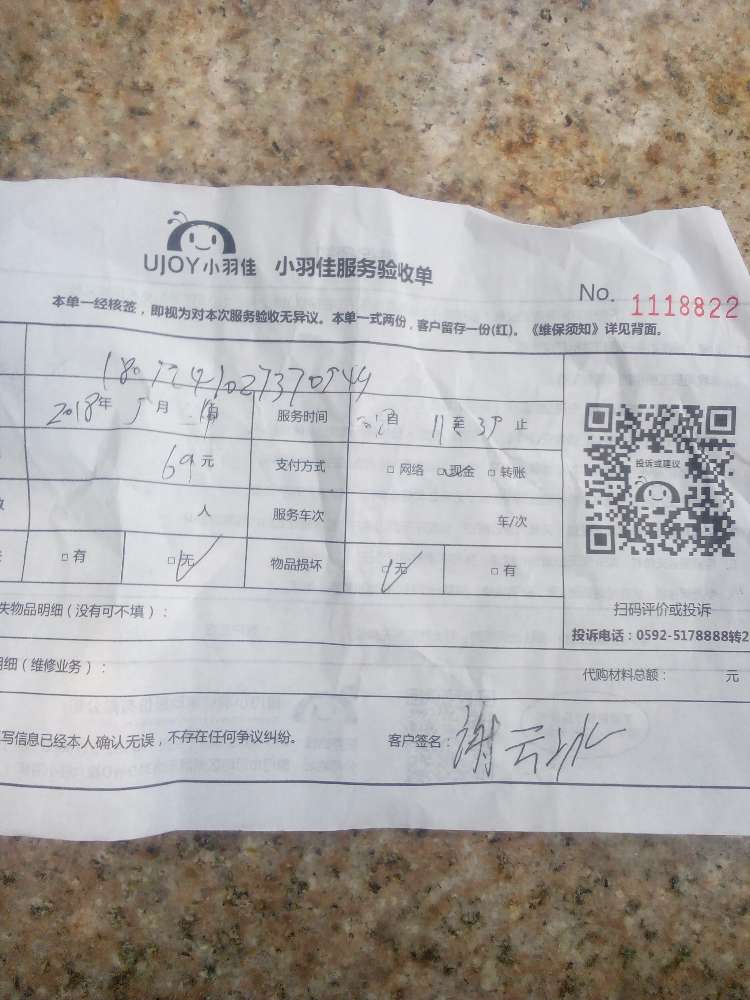 UJOY小羽佳 小羽佳服务验收单
No. 1118822
本单一经核签，即视为对本次服务验收无异议。本单一式两份，客户留存一份(红)。《维保须知》详见背面。
2018年 5月 日 服务时间 自 11 至 止
69元 支付方式 □网络 □现金 □转账
人 服务车次 车/次
□有 □无 物品损坏 □无 □有
投诉或建议
扫码评价或投诉
投诉电话：0592-5178888转2
失物品明细（没有可不填）：
明细（维修业务）：
代购材料总额： 元
写信息已经本人确认无误，不存在任何争议纠纷。 客户签名：谢云冰